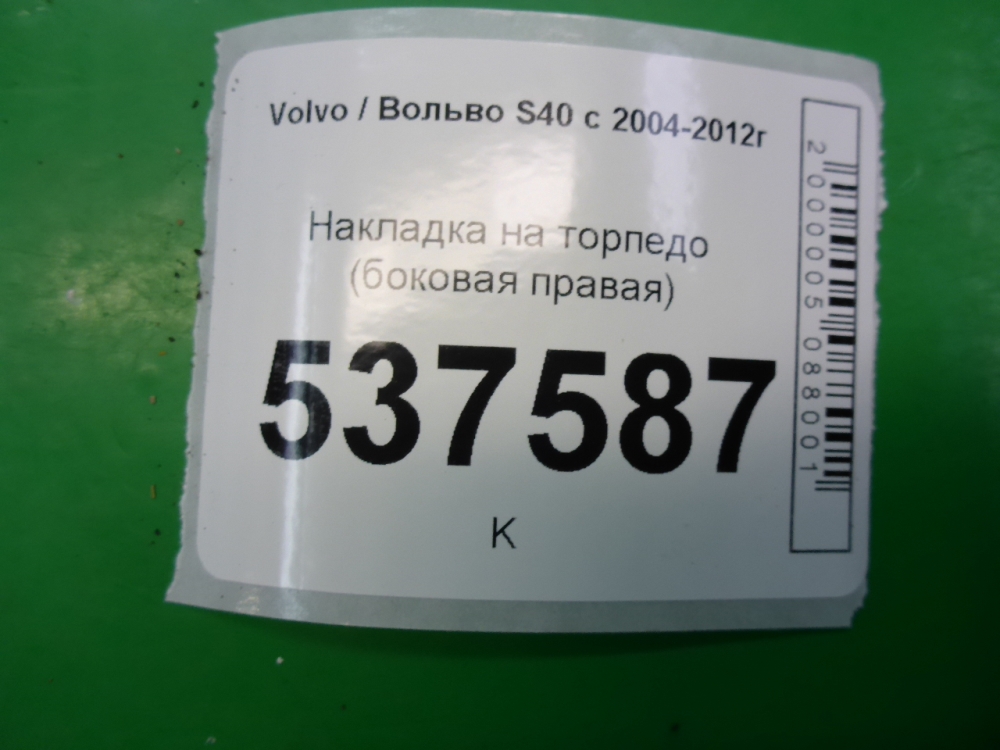 Volvo / Вольво S40 с 2004-2012г
Накладка на торпедо
(боковая правая)
537587
К
2000005088001